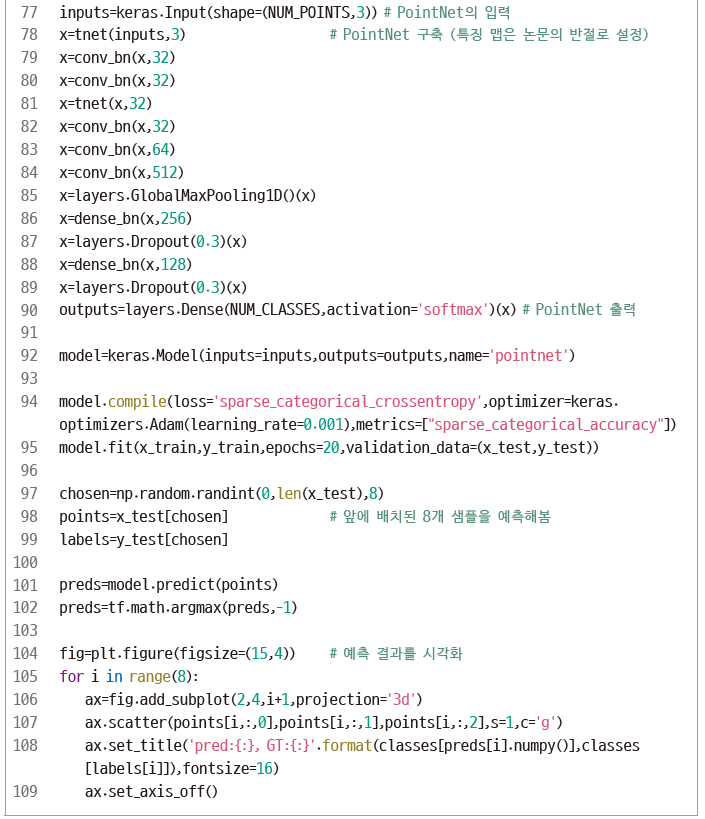 77 inputs=keras.Input(shape=(NUM_POINTS,3)) # PointNet의 입력
78 x=tnet(inputs,3) # PointNet 구축 (특징 맵은 논문의 반절로 설정)
79 x=conv_bn(x,32)
80 x=conv_bn(x,32)
81 x=tnet(x,32)
82 x=conv_bn(x,32)
83 x=conv_bn(x,64)
84 x=conv_bn(x,512)
85 x=layers.GlobalMaxPooling1D()(x)
86 x=dense_bn(x,256)
87 x=layers.Dropout(0.3)(x)
88 x=dense_bn(x,128)
89 x=layers.Dropout(0.3)(x)
90 outputs=layers.Dense(NUM_CLASSES,activation='softmax')(x) # PointNet 출력
91
92 model=keras.Model(inputs=inputs,outputs=outputs,name='pointnet')
93
94 model.compile(loss='sparse_categorical_crossentropy',optimizer=keras.
optimizers.Adam(learning_rate=0.001),metrics=["sparse_categorical_accuracy"])
95 model.fit(x_train,y_train,epochs=20,validation_data=(x_test,y_test))
96
97 chosen=np.random.randint(0,len(x_test),8)
98 points=x_test[chosen] # 앞에 배치된 8개 샘플을 예측해봄
99 labels=y_test[chosen]
100
101 preds=model.predict(points)
102 preds=tf.math.argmax(preds,-1)
103
104 fig=plt.figure(figsize=(15,4)) # 예측 결과를 시각화
105 for i in range(8):
106 ax=fig.add_subplot(2,4,i+1,projection='3d')
107 ax.scatter(points[i,:,0],points[i,:,1],points[i,:,2],s=1,c='g')
108 ax.set_title('pred:{:}, GT:{:}'.format(classes[preds[i].numpy()],classes
[labels[i]]),fontsize=16)
109 ax.set_axis_off()